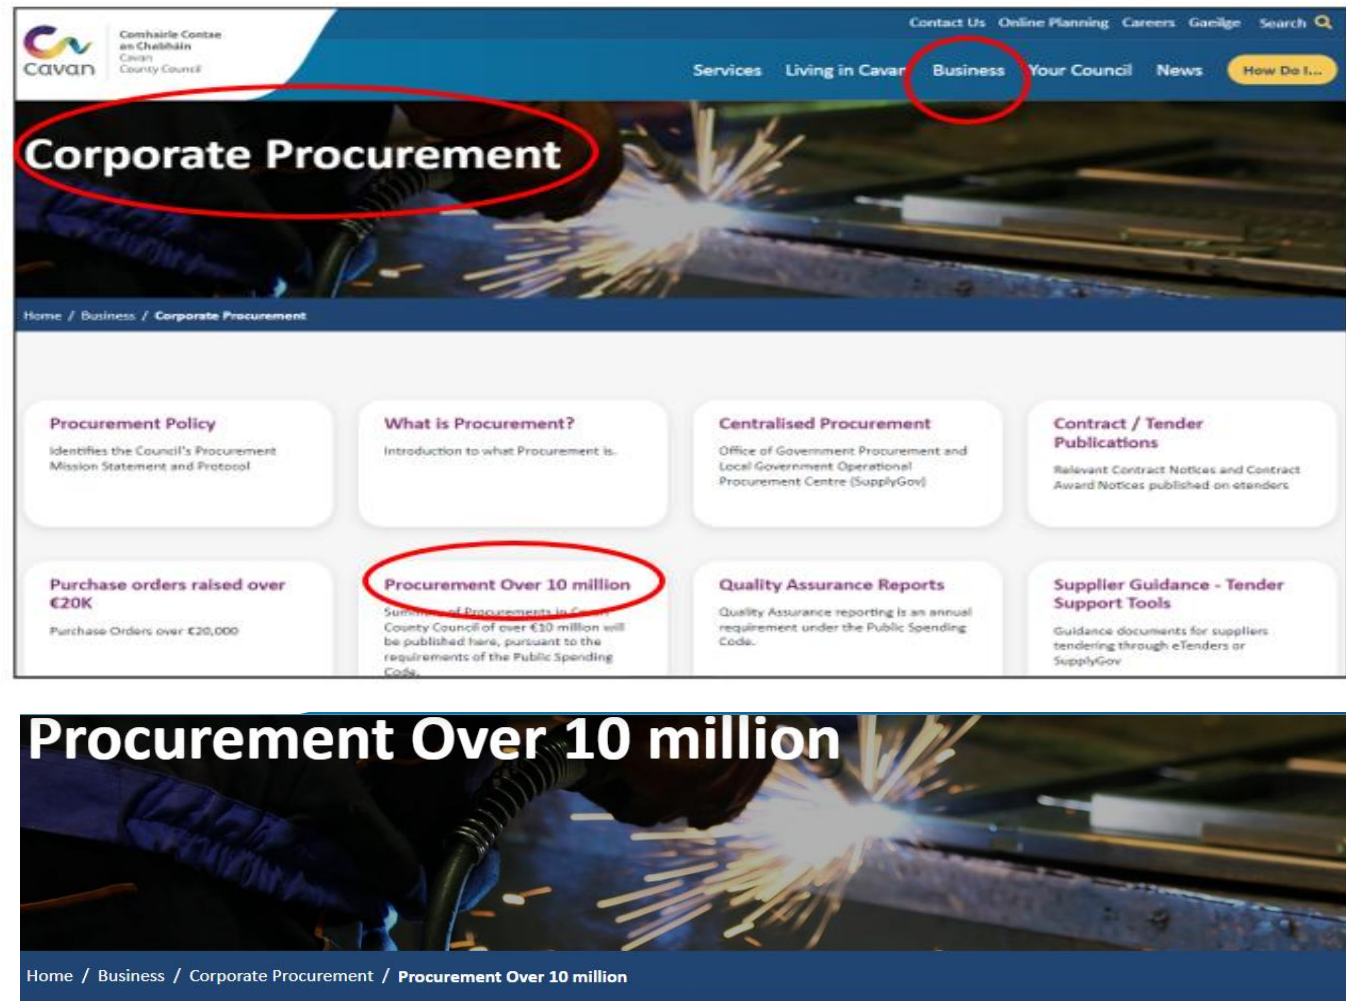 Contact Us Online Planning Careers Gaeilge Search
Cavan
Comhairle Contae
an Chabháin
Cavan
County Council
Services Living in Cavan Business Your Council News How Do I...
Corporate Procurement
Home / Business / Corporate Procurement
Procurement Policy
Identifies the Council's Procurement
Mission Statement and Protocol
What is Procurement?
Introduction to what Procurement is.
Centralised Procurement
Office of Government Procurement and
Local Government Operational
Procurement Centre (SupplyGov)
Contract / Tender
Publications
Relevant Contract Notices and Contract
Award Notices published on etenders
Purchase orders raised over
€20K
Purchase Orders over €20,000
Procurement Over 10 million
Summary of Procurements in Cavan
County Council of over €10 million will
be published here, pursuant to the
requirements of the Public Spending
Code.
Quality Assurance Reports
Quality Assurance reporting is an annual
requirement under the Public Spending
Code.
Supplier Guidance - Tender
Support Tools
Guidance documents for suppliers
tendering through eTenders or
SupplyGov
Procurement Over 10 million
Home / Business / Corporate Procurement / Procurement Over 10 million